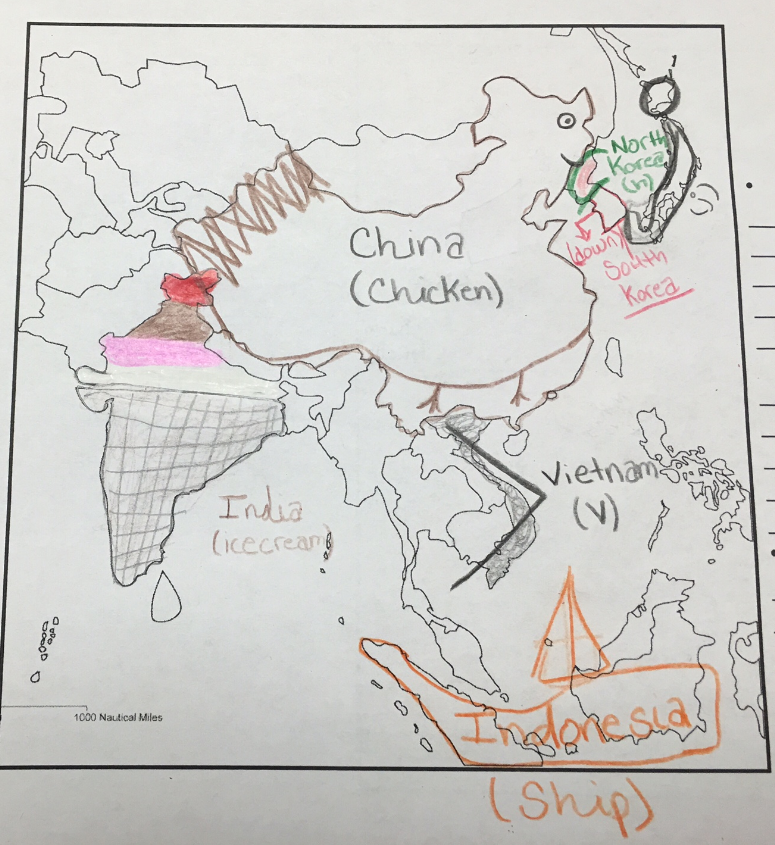 North
Korea
(n)
(down)
South
Korea
China
(Chicken)
Vietnam
(V)
India
(icecream)
1000 Nautical Miles
Indonesia
(Ship)